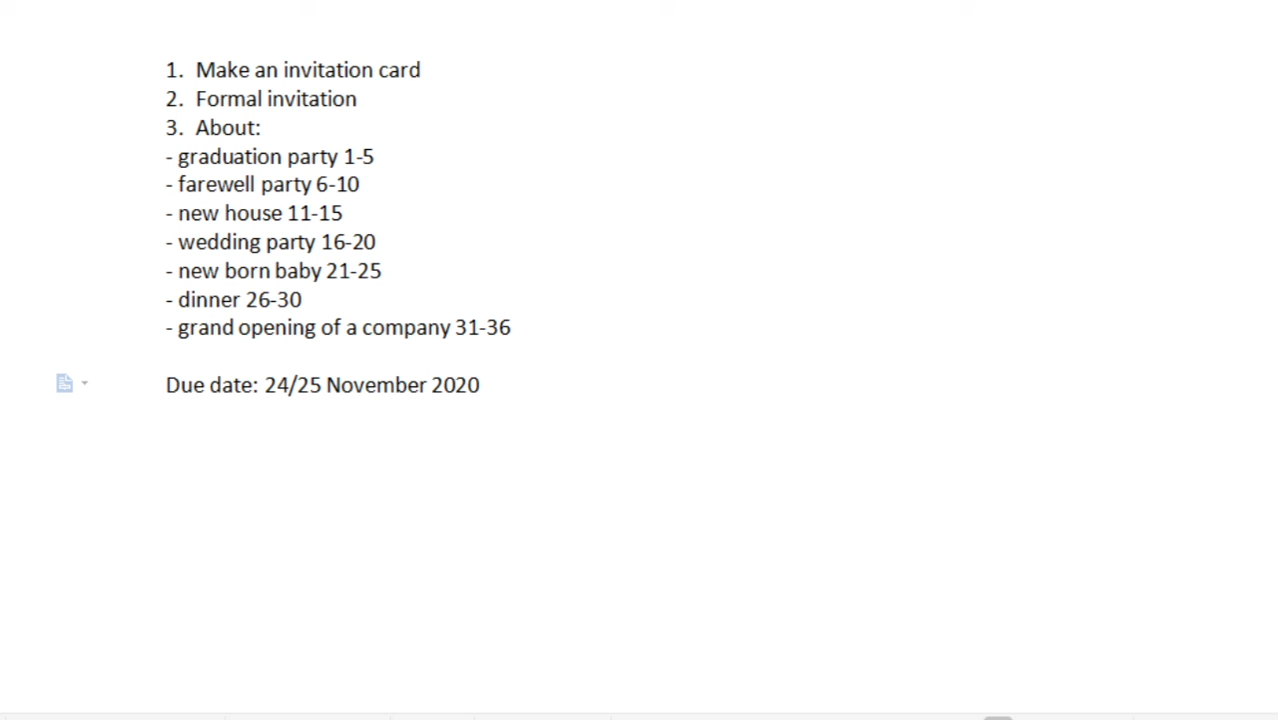 1. Make an invitation card
2. Formal invitation
3. About:
- graduation party 1-5
- farewell party 6-10
- new house 11-15
- wedding party 16-20
- new born baby 21-25
- dinner 26-30
- grand opening of a company 31-36
Due date: 24/25 November 2020